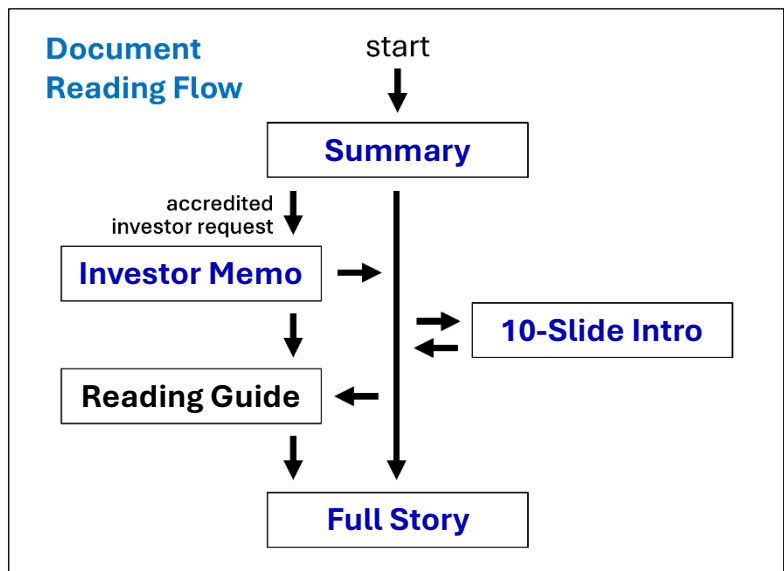 Document
Reading Flow
start
Summary
accredited
investor request
Investor Memo
10-Slide Intro
Reading Guide
Full Story